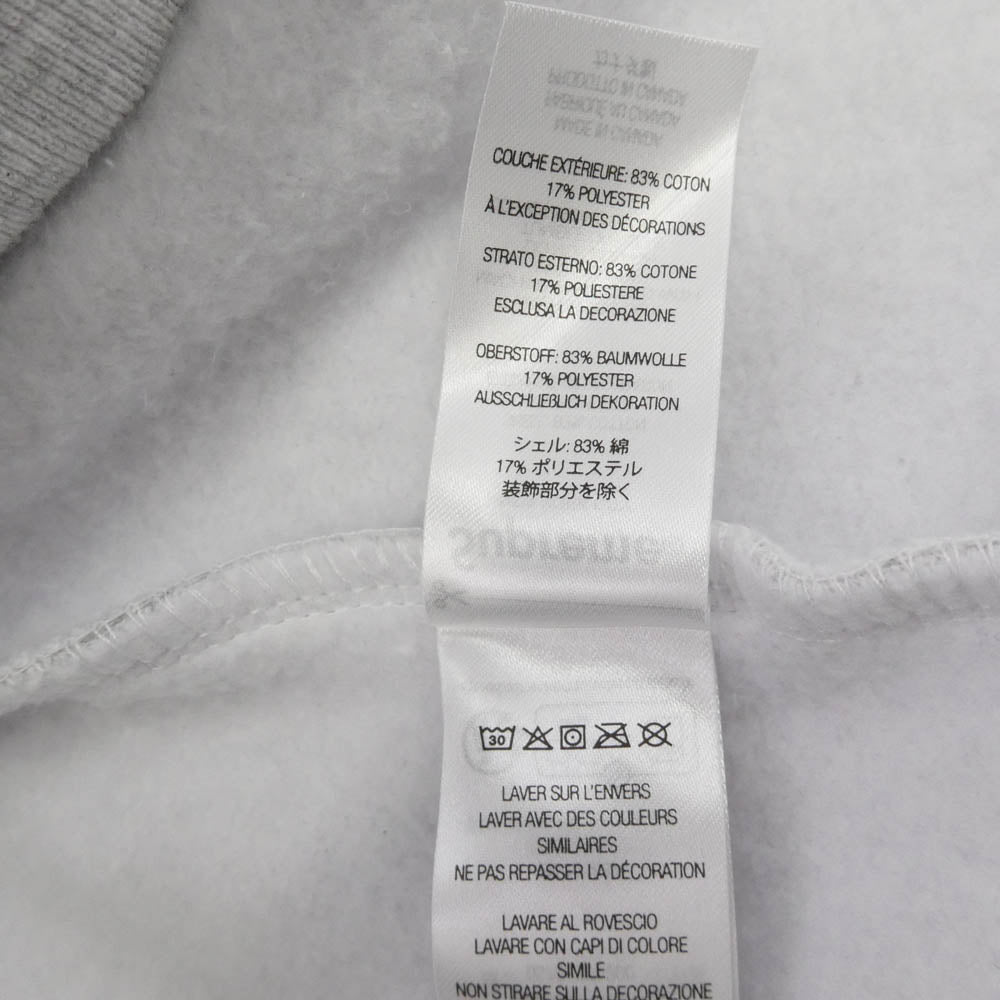 COUCHE EXTÉRIEURE: 83% COTON
17% POLYESTER
À L'EXCEPTION DES DÉCORATIONS
STRATO ESTERNO: 83% COTONE
17% POLIESTERE
ESCLUSA LA DECORAZIONE
OBERSTOFF: 83% BAUMWOLLE
17% POLYESTER
AUSSCHLIEßLICH DEKORATION
シェル: 83% 綿
17% ポリエステル
装飾部分を除く
Supreme
30
LAVER SUR L'ENVERS
LAVER AVEC DES COULEURS
SIMILAIRES
NE PAS REPASSER LA DÉCORATION
LAVARE AL ROVESCIO
LAVARE CON CAPI DI COLORE
SIMILE
NON STIRARE SULLA DECORAZIONE